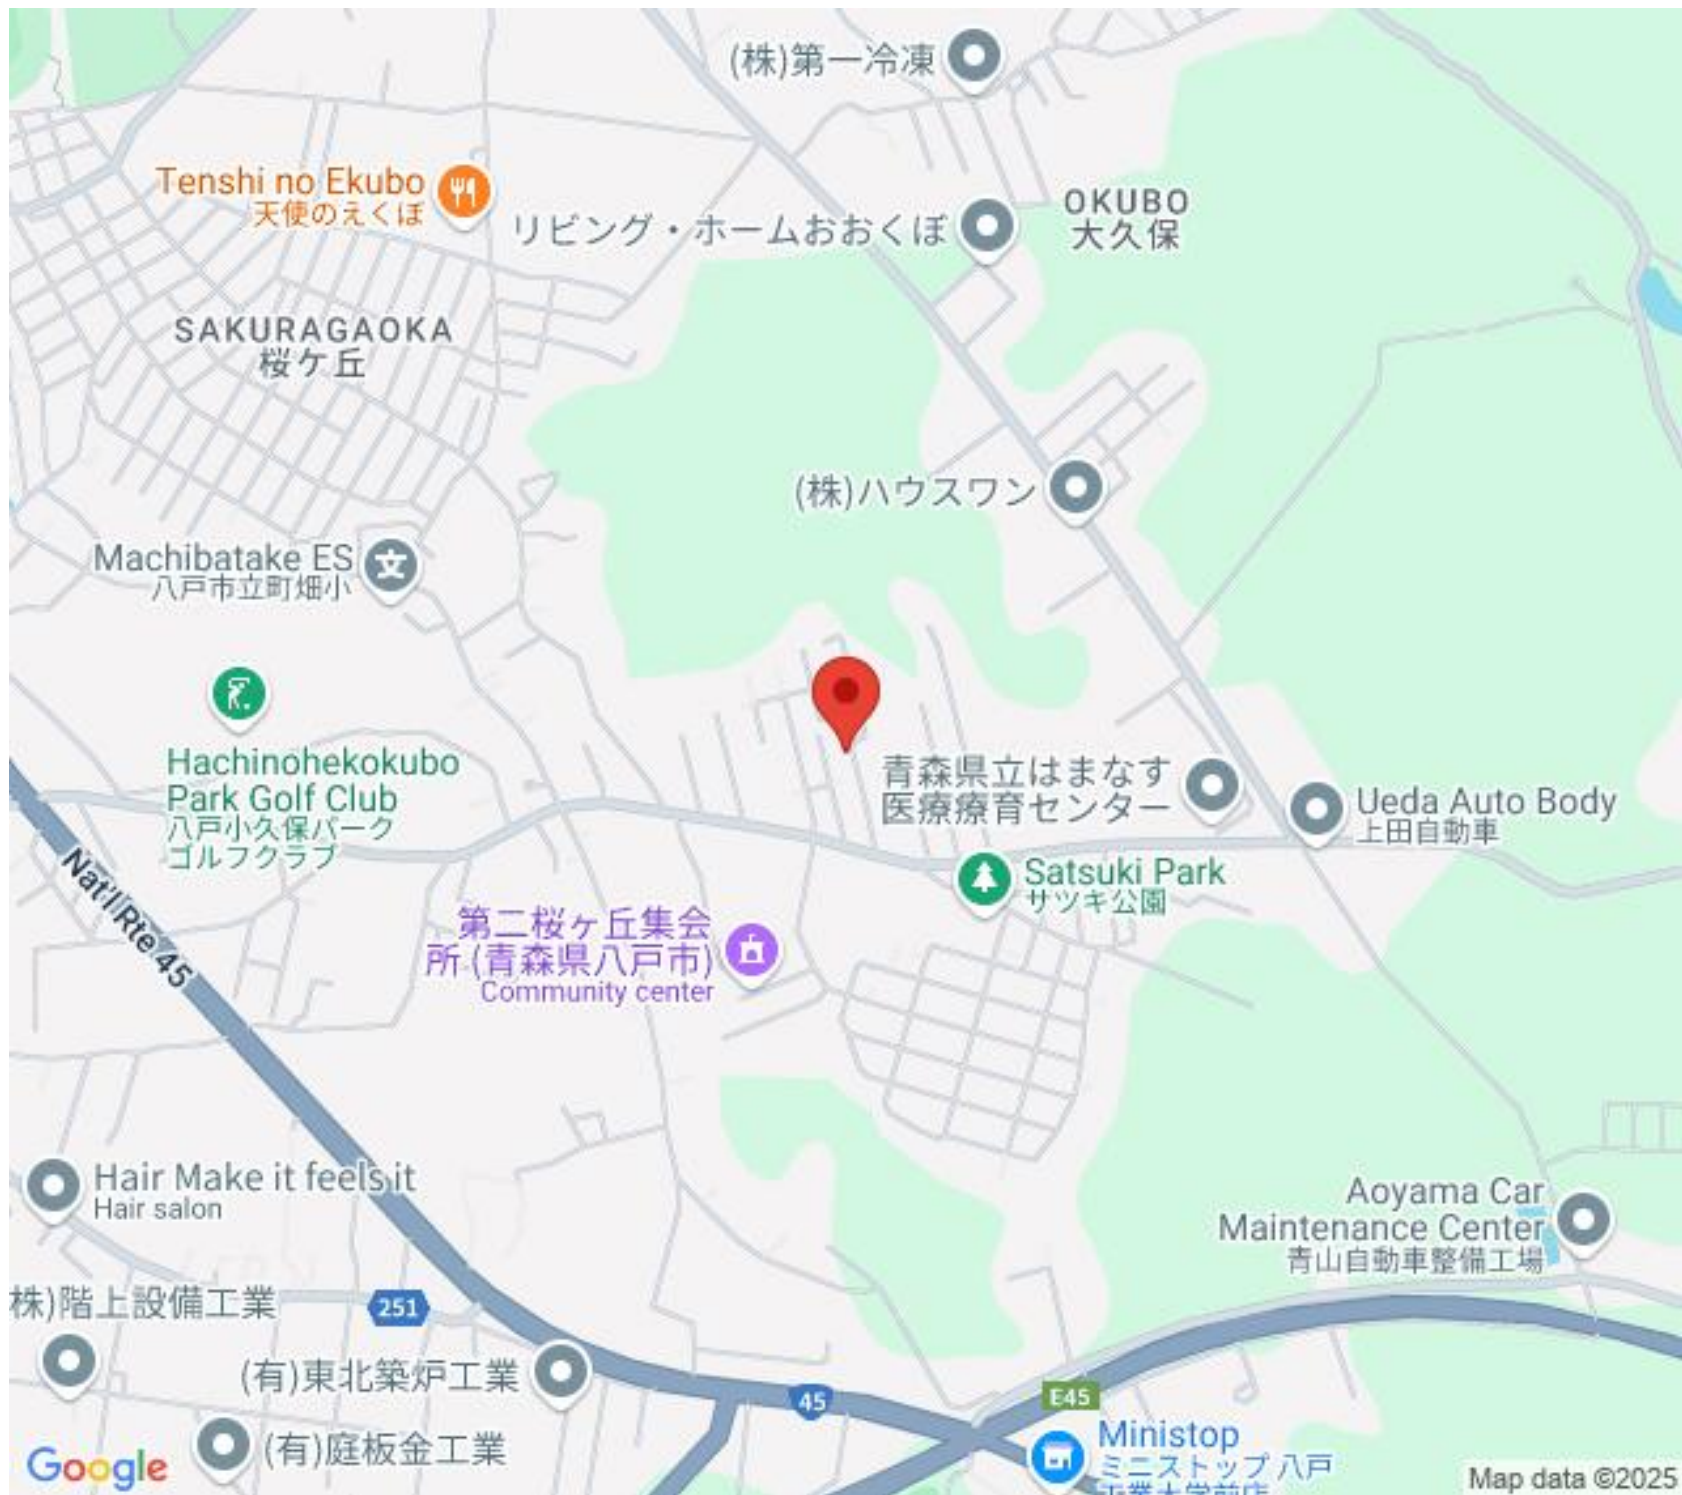 (株)第一冷凍
Tenshi no Ekubo
天使のえくぼ
リビング・ホームおおくぼ
OKUBO
大久保
SAKURAGAOKA
桜ケ丘
(株)ハウスワン
Machibatake ES
八戸市立町畑小
Hachinohekokubo
Park Golf Club
八戸小久保パーク
ゴルフクラブ
青森県立はまなす
医療療育センター
Ueda Auto Body
上田自動車
Satsuki Park
サツキ公園
Nat'l Rte 45
第二桜ヶ丘集会
所 (青森県八戸市)
Community center
Hair Make it feels it
Hair salon
Aoyama Car
Maintenance Center
青山自動車整備工場
株)階上設備工業
251
(有)東北築炉工業
45
E45
(有)庭板金工業
Ministop
ミニストップ 八戸
工業大学前店
Google
Map data ©2025